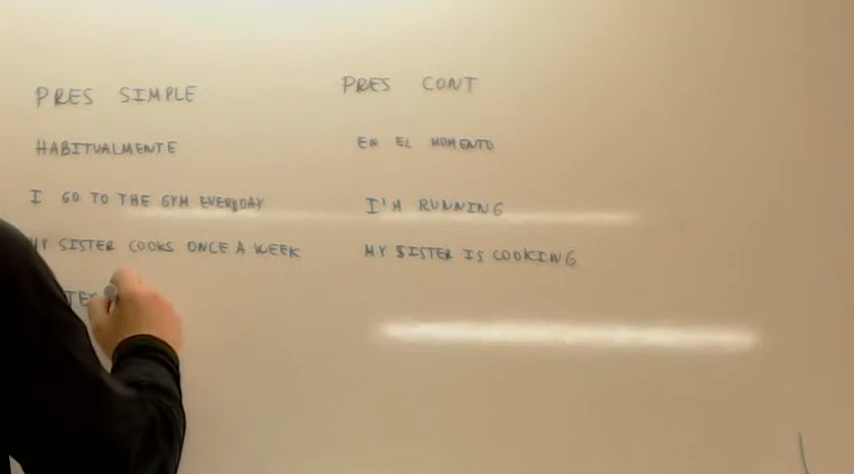 PRES SIMPLE
HABITUALMENTE
I GO TO THE GYM EVERYDAY
MY SISTER COOKS ONCE A WEEK
PRES CONT
EN EL MOMENTO
I'M RUNNING
MY SISTER IS COOKING